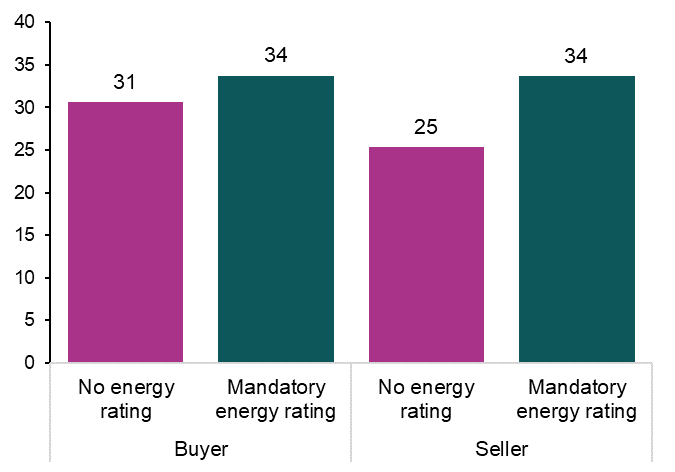 40
35
30
25
20
15
10
5
0
31
34
25
34
No energy
rating
Mandatory
energy rating
No energy
rating
Mandatory
energy rating
Buyer
Seller